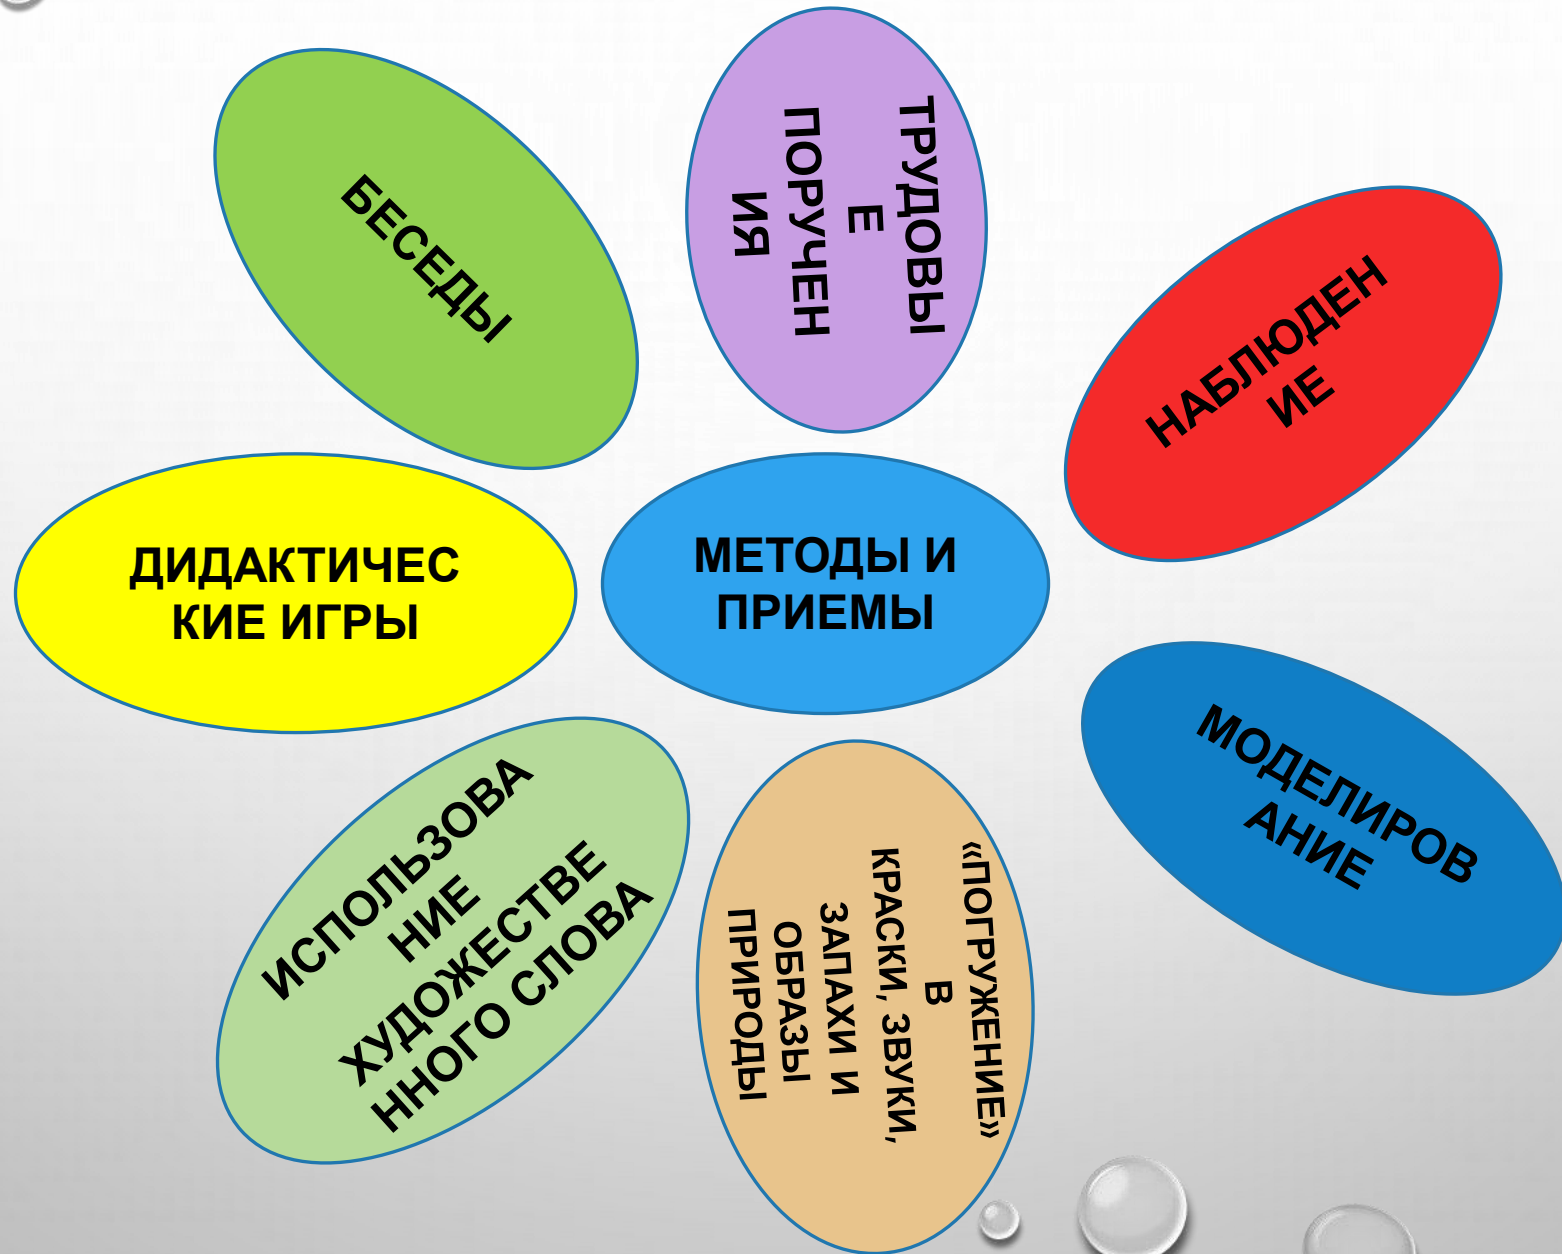 БЕСЕДЫ
ТРУДОВЫ
Е
ПОРУЧЕН
ИЯ
НАБЛЮДЕН
ИЕ
ДИДАКТИЧЕС
КИЕ ИГРЫ
МЕТОДЫ И
ПРИЕМЫ
МОДЕЛИРОВ
АНИЕ
ИСПОЛЬЗОВА
НИЕ
ХУДОЖЕСТВЕ
ННОГО СЛОВА
«ПОГРУЖЕНИЕ»
В
КРАСКИ, ЗВУКИ,
ЗАПАХИ И
ОБРАЗЫ
ПРИРОДЫ